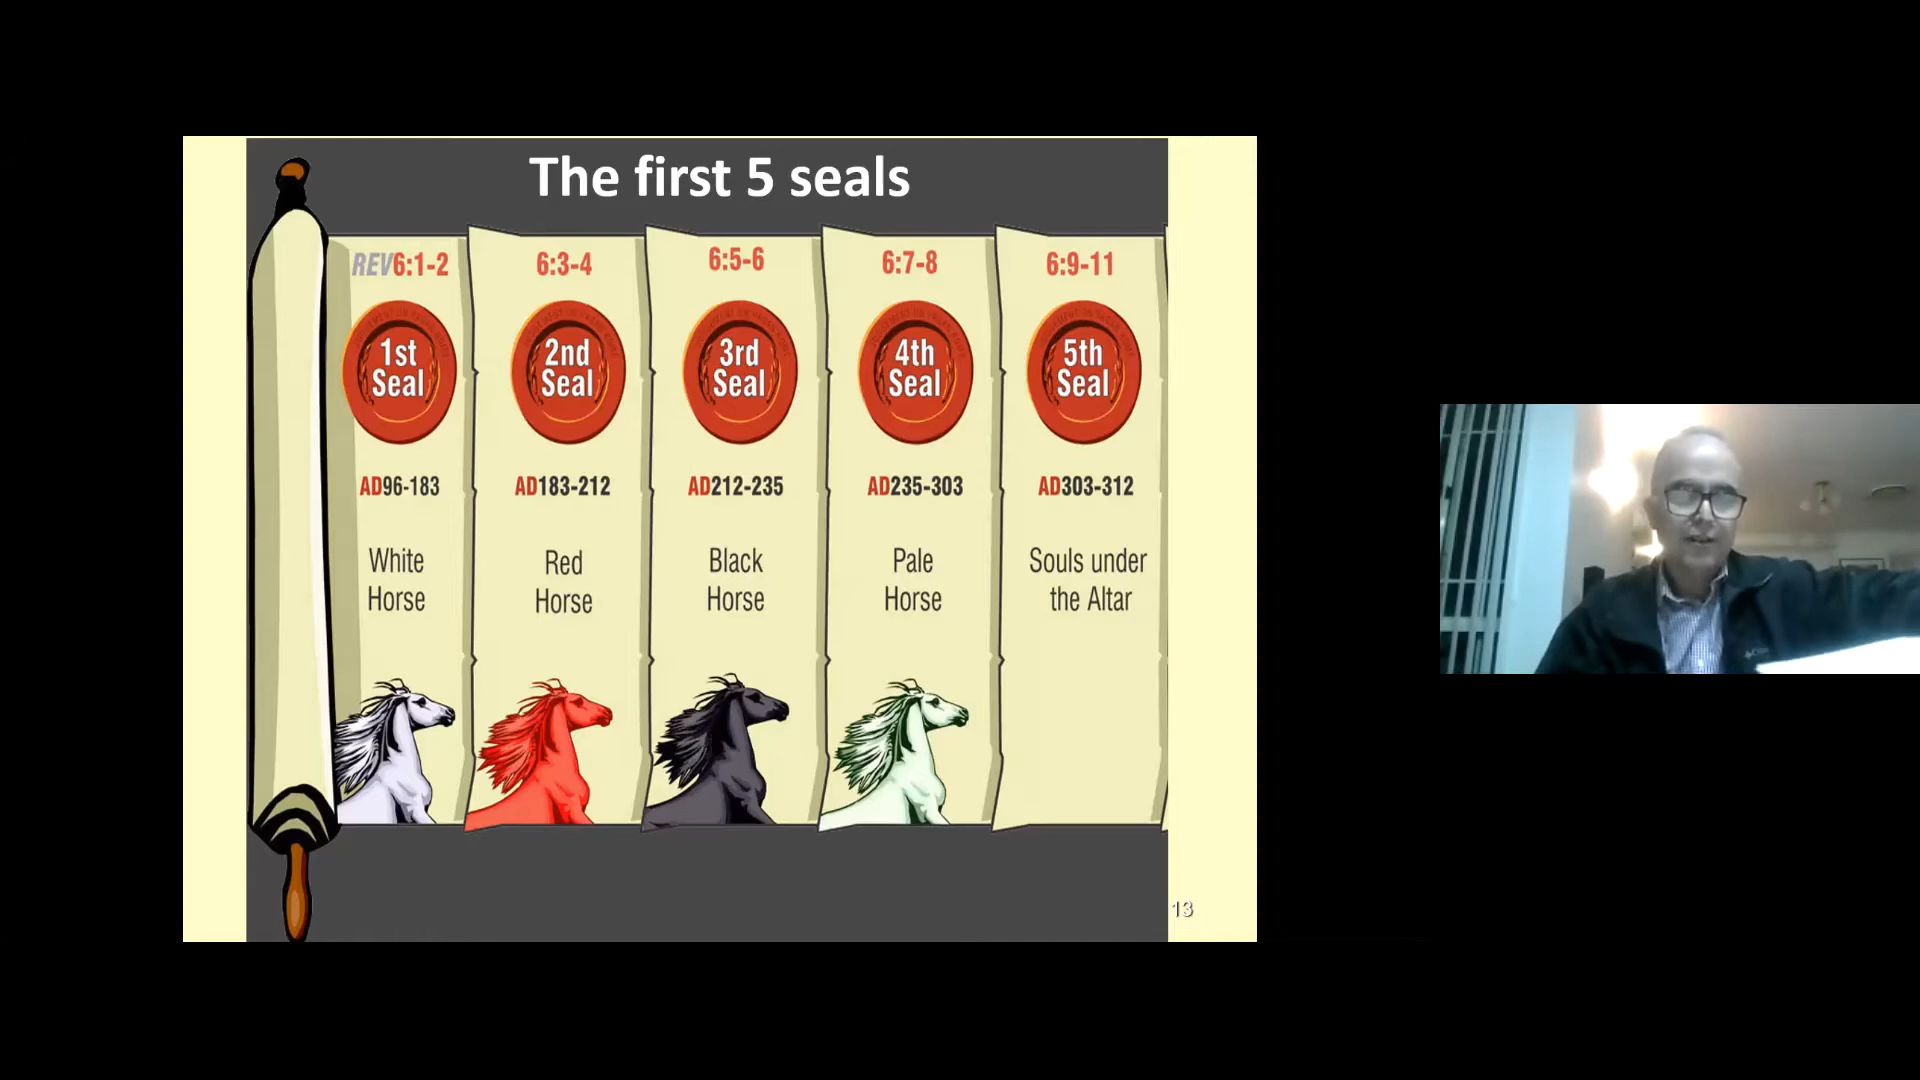 The first 5 seals
REV6:1-2
6:3-4
6:5-6
6:7-8
6:9-11
1st
Seal
2nd
Seal
3rd
Seal
4th
Seal
5th
Seal
AD96-183
AD183-212
AD212-235
AD235-303
AD303-312
White
Horse
Red
Horse
Black
Horse
Pale
Horse
Souls under
the Altar
13